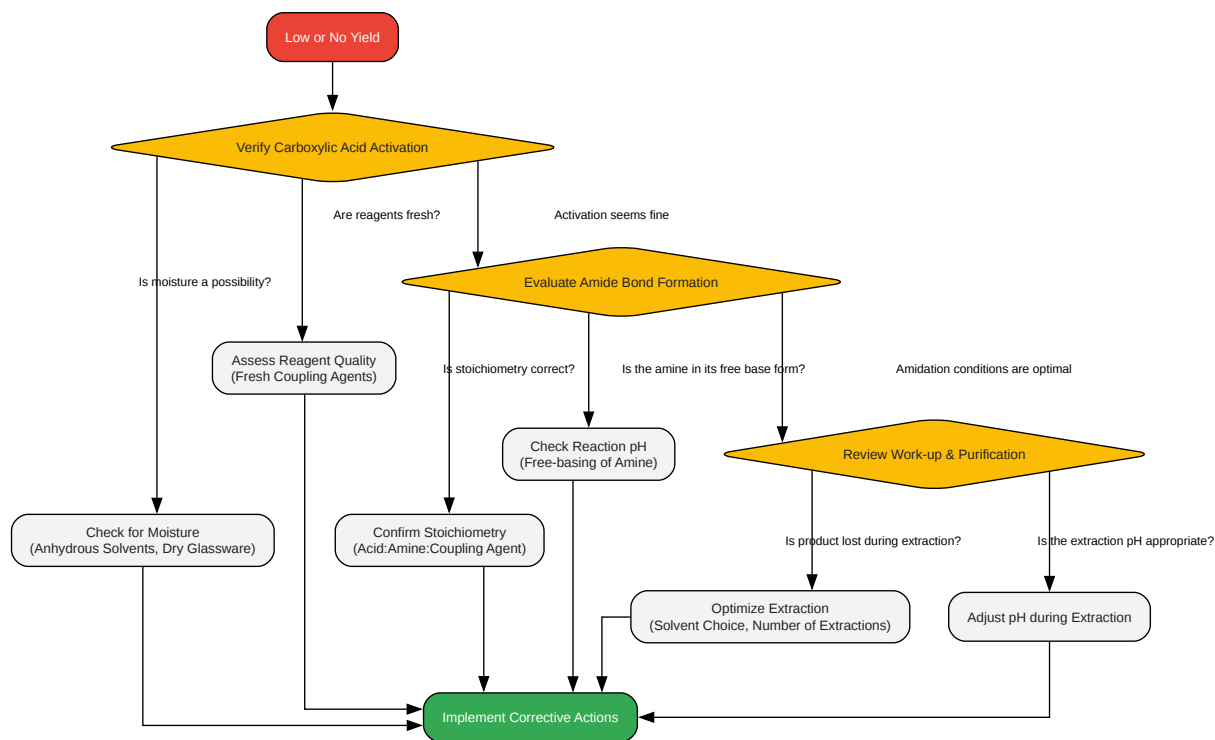 Low or No Yield
Verify Carboxylic Acid Activation
Are reagents fresh?
Activation seems fine
Is moisture a possibility?
Evaluate Amide Bond Formation
Assess Reagent Quality
(Fresh Coupling Agents)
Is stoichiometry correct?
Is the amine in its free base form?
Amidation conditions are optimal
Check Reaction pH
(Free-basing of Amine)
Review Work-up & Purification
Check for Moisture
(Anhydrous Solvents, Dry Glassware)
Confirm Stoichiometry
(Acid:Amine:Coupling Agent)
Is product lost during extraction?
Is the extraction pH appropriate?
Optimize Extraction
(Solvent Choice, Number of Extractions)
Adjust pH during Extraction
Implement Corrective Actions